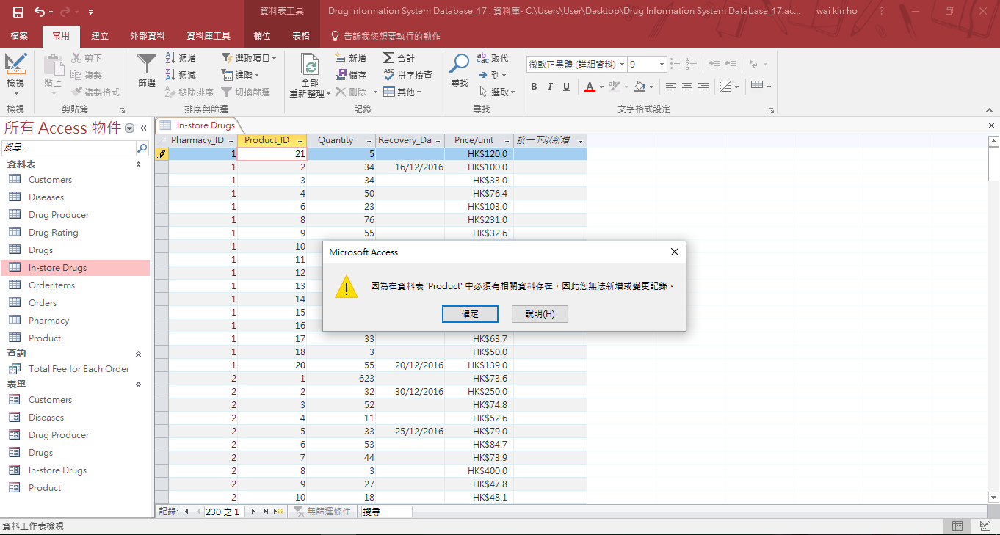 資料表工具
Drug Information System Database_17 : 資料庫- C:\Users\User\Desktop\Drug Information System Database_17.ac...
wai kin ho
?
檔案 常用 建立 外部資料 資料庫工具 欄位 表格 告訴我您想要執行的動作
檢視
檢視
貼上
剪下
複製
複製格式
剪貼簿
篩選
遞增
遞減
移除排序
選取項目
進階
切換篩選
排序與篩選
全部
重新整理
新增
儲存
刪除
合計
拼字檢查
其他
記錄
尋找
取代
到
選取
尋找
微軟正黑體 (詳細資料) 9
B I U A
文字格式設定
所有 Access 物件
搜尋...
資料表
Customers
Diseases
Drug Producer
Drug Rating
Drugs
In-store Drugs
OrderItems
Orders
Pharmacy
Product
查詢
Total Fee for Each Order
表單
Customers
Diseases
Drug Producer
Drugs
In-store Drugs
Product
In-store Drugs
Pharmacy_ID Product_ID Quantity Recovery_Da Price/unit 按一下以新增
1 21 5 HK$120.0
1 2 34 16/12/2016 HK$100.0
1 3 34 HK$33.0
1 4 50 HK$76.4
1 6 23 HK$103.0
1 8 76 HK$231.0
1 9 55 HK$32.6
1 10
1 11
1 12
1 13
1 14
1 15
1 16
1 17 33 HK$63.7
1 18 3 HK$50.0
1 20 55 20/12/2016 HK$139.0
2 1 623 HK$73.6
2 2 32 30/12/2016 HK$250.0
2 3 52 HK$74.8
2 4 11 HK$52.6
2 5 33 25/12/2016 HK$79.0
2 6 53 HK$84.7
2 7 44 HK$73.9
2 8 3 HK$400.0
2 9 27 HK$47.8
2 10 18 HK$48.1
Microsoft Access
因為在資料表 'Product' 中必須有相關資料存在，因此您無法新增或變更記錄。
確定 說明(H)
記錄: 230 之 1 無篩選條件 搜尋
資料工作表檢視